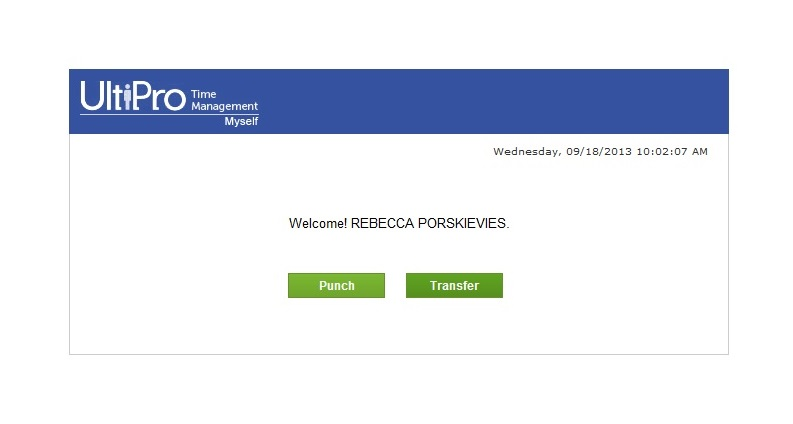 UltiPro Time
Management
Myself
Wednesday, 09/18/2013 10:02:07 AM
Welcome! REBECCA PORSKIEVIES.
Punch Transfer